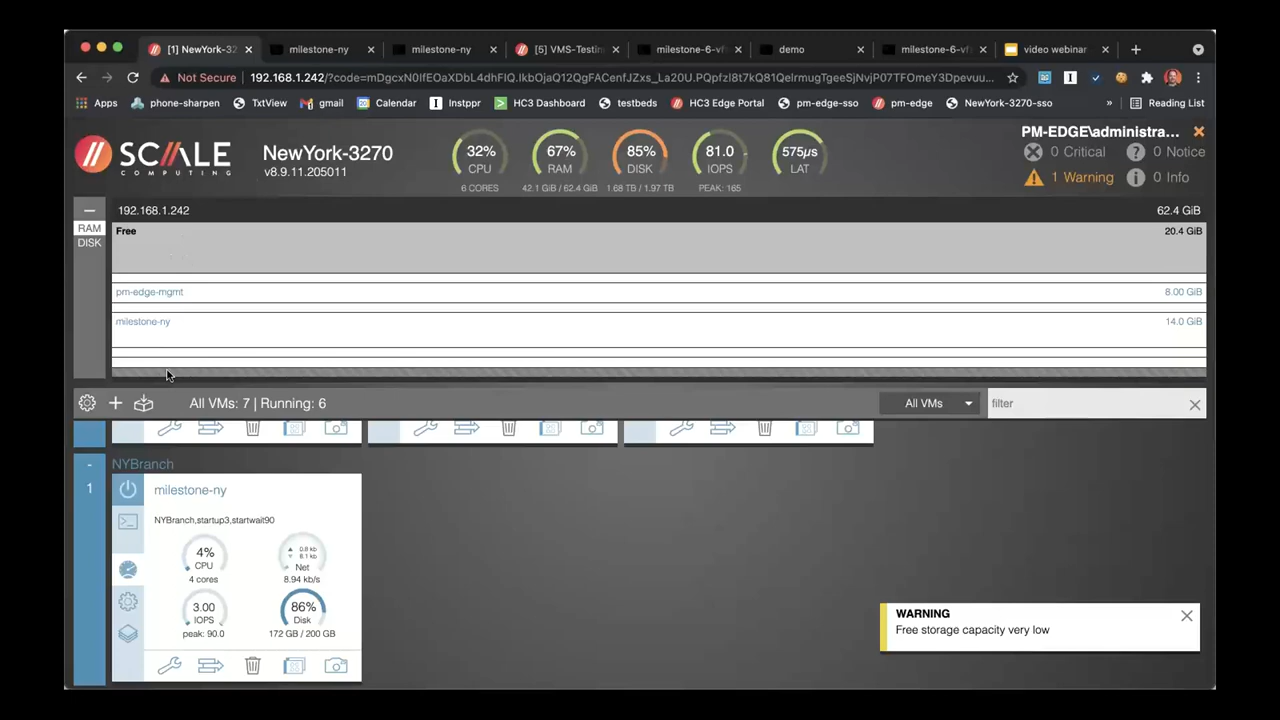 [1] NewYork-32
milestone-ny
milestone-ny
[5] VMS-Testin
milestone-6-vf
demo
milestone-6-vf
video webinar
Not Secure
192.168.1.242/?code=
Apps
phone-sharpen
TxtView
gmail
Calendar
Instppr
HC3 Dashboard
testbeds
HC3 Edge Portal
pm-edge-sso
pm-edge
NewYork-3270-sso
»
Reading List
SCALE
COMPUTING
NewYork-3270
v8.9.11.205011
32%
CPU
6 CORES
67%
RAM
42.1 GiB / 62.4 GiB
85%
DISK
1.68 TB / 1.97 TB
81.0
IOPS
PEAK: 165
575µs
LAT
PM-EDGE\administra...
0 Critical
0 Notice
1 Warning
0 Info
192.168.1.242
62.4 GiB
RAM
DISK
Free
20.4 GiB
pm-edge-mgmt
8.00 GiB
milestone-ny
14.0 GiB
All VMs: 7 | Running: 6
All VMs
filter
-
NYBranch
1
milestone-ny
NYBranch,startup3,startwait90
4%
CPU
4 cores
0.8 kb
8.1 kb
Net
8.94 kb/s
3.00
IOPS
peak: 90.0
86%
Disk
172 GB / 200 GB
WARNING
Free storage capacity very low